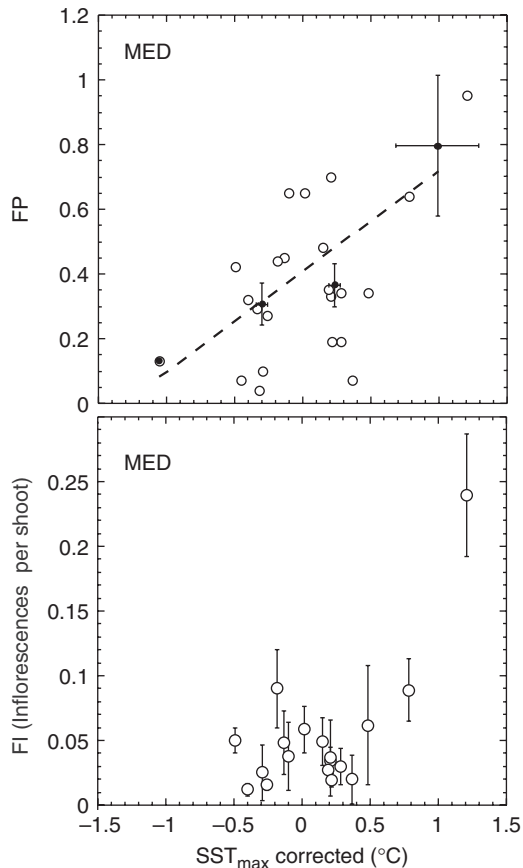 1.2
MED
1
0.8
FP
0.6
0.4
0.2
0
MED
0.25
FI (Inflorescences per shoot)
0.2
0.15
0.1
0.05
0
−1.5 −1 −0.5 0 0.5 1 1.5
SSTmax corrected (°C)